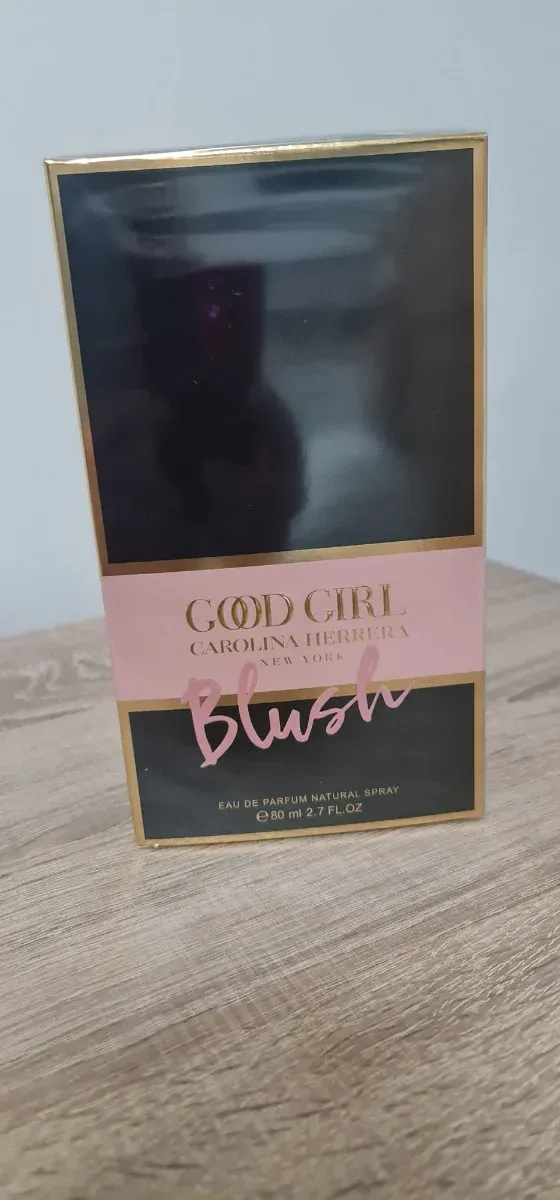 GOOD GIRL
CAROLINA HERRERA
NEW YORK
Blush
EAU DE PARFUM NATURAL SPRAY
℮80 ml 2.7 FL.OZ